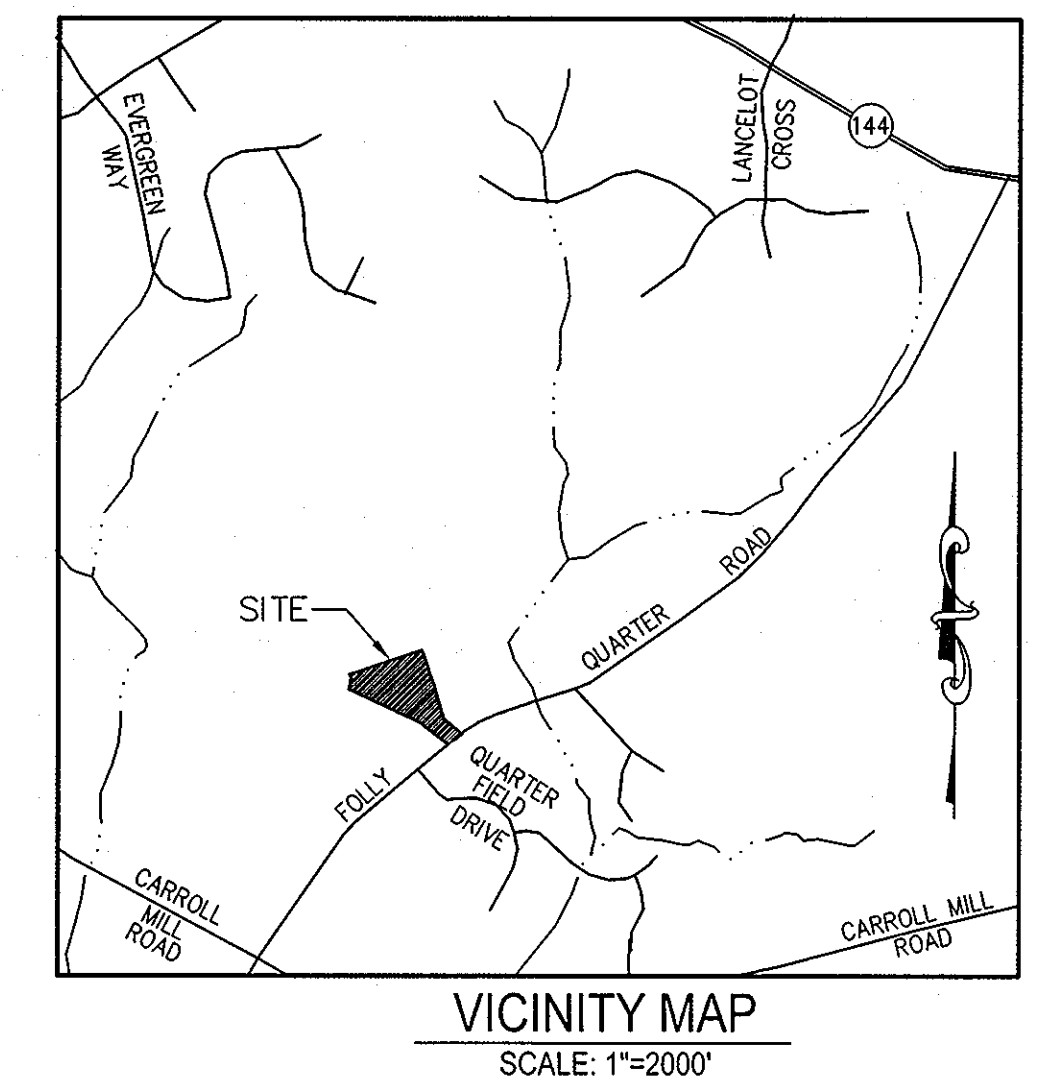 EVERGREEN
WAY
LANCELOT
CROSS
144
SITE
FOLLY
QUARTER
ROAD
QUARTER
FIELD
DRIVE
CARROLL
MILL
ROAD
CARROLL MILL
ROAD
VICINITY MAP
SCALE: 1"=2000'